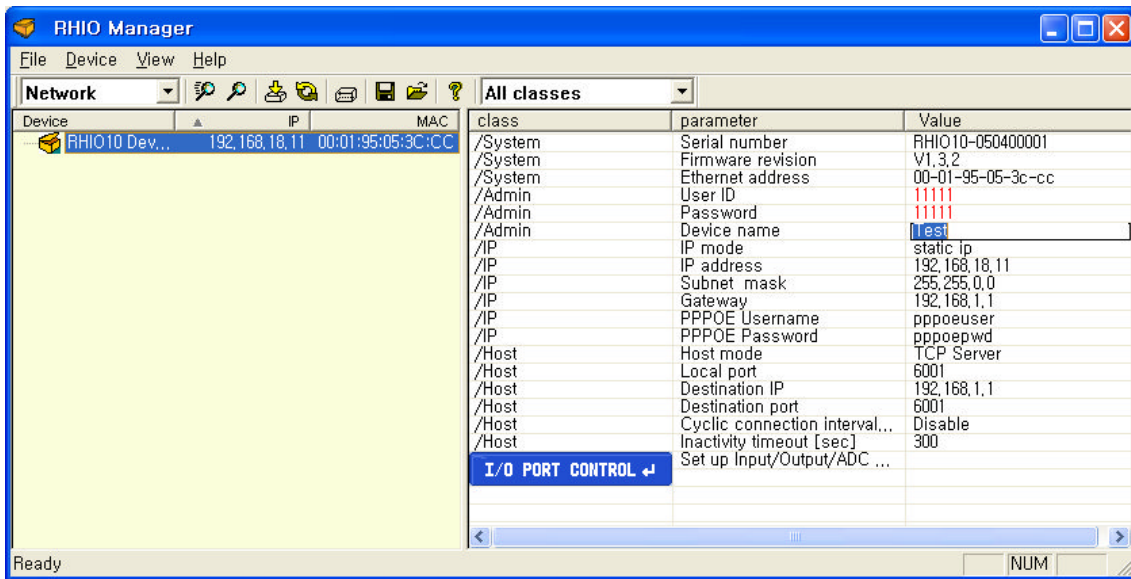 RHIO Manager
File Device View Help
Network All classes
Device IP MAC
RHIO10 Dev... 192,168,18,11 00:01:95:05:3C:CC
class parameter Value
/System Serial number RHIO10-050400001
/System Firmware revision V1,3,2
/System Ethernet address 00-01-95-05-3c-cc
/Admin User ID 11111
/Admin Password 11111
/Admin Device name Test
/IP IP mode static ip
/IP IP address 192,168,18,11
/IP Subnet mask 255,255,0,0
/IP Gateway 192,168,1,1
/IP PPPOE Username pppoeuser
/IP PPPOE Password pppoepwd
/Host Host mode TCP Server
/Host Local port 6001
/Host Destination IP 192,168,1,1
/Host Destination port 6001
/Host Cyclic connection interval... Disable
/Host Inactivity timeout [sec] 300
I/O PORT CONTROL ↵ Set up Input/Output/ADC ...
Ready NUM